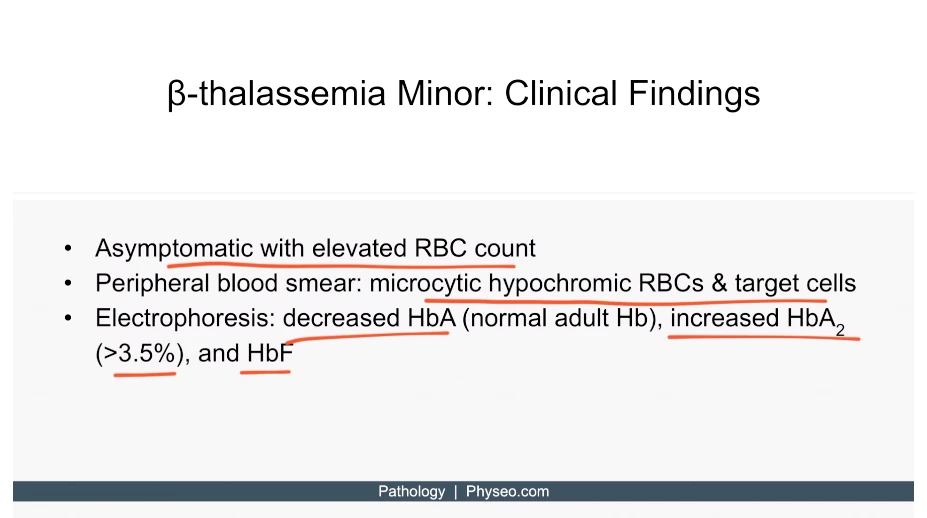 β-thalassemia Minor: Clinical Findings
• Asymptomatic with elevated RBC count
• Peripheral blood smear: microcytic hypochromic RBCs & target cells
• Electrophoresis: decreased HbA (normal adult Hb), increased HbA₂
(>3.5%), and HbF
Pathology | Physeo.com